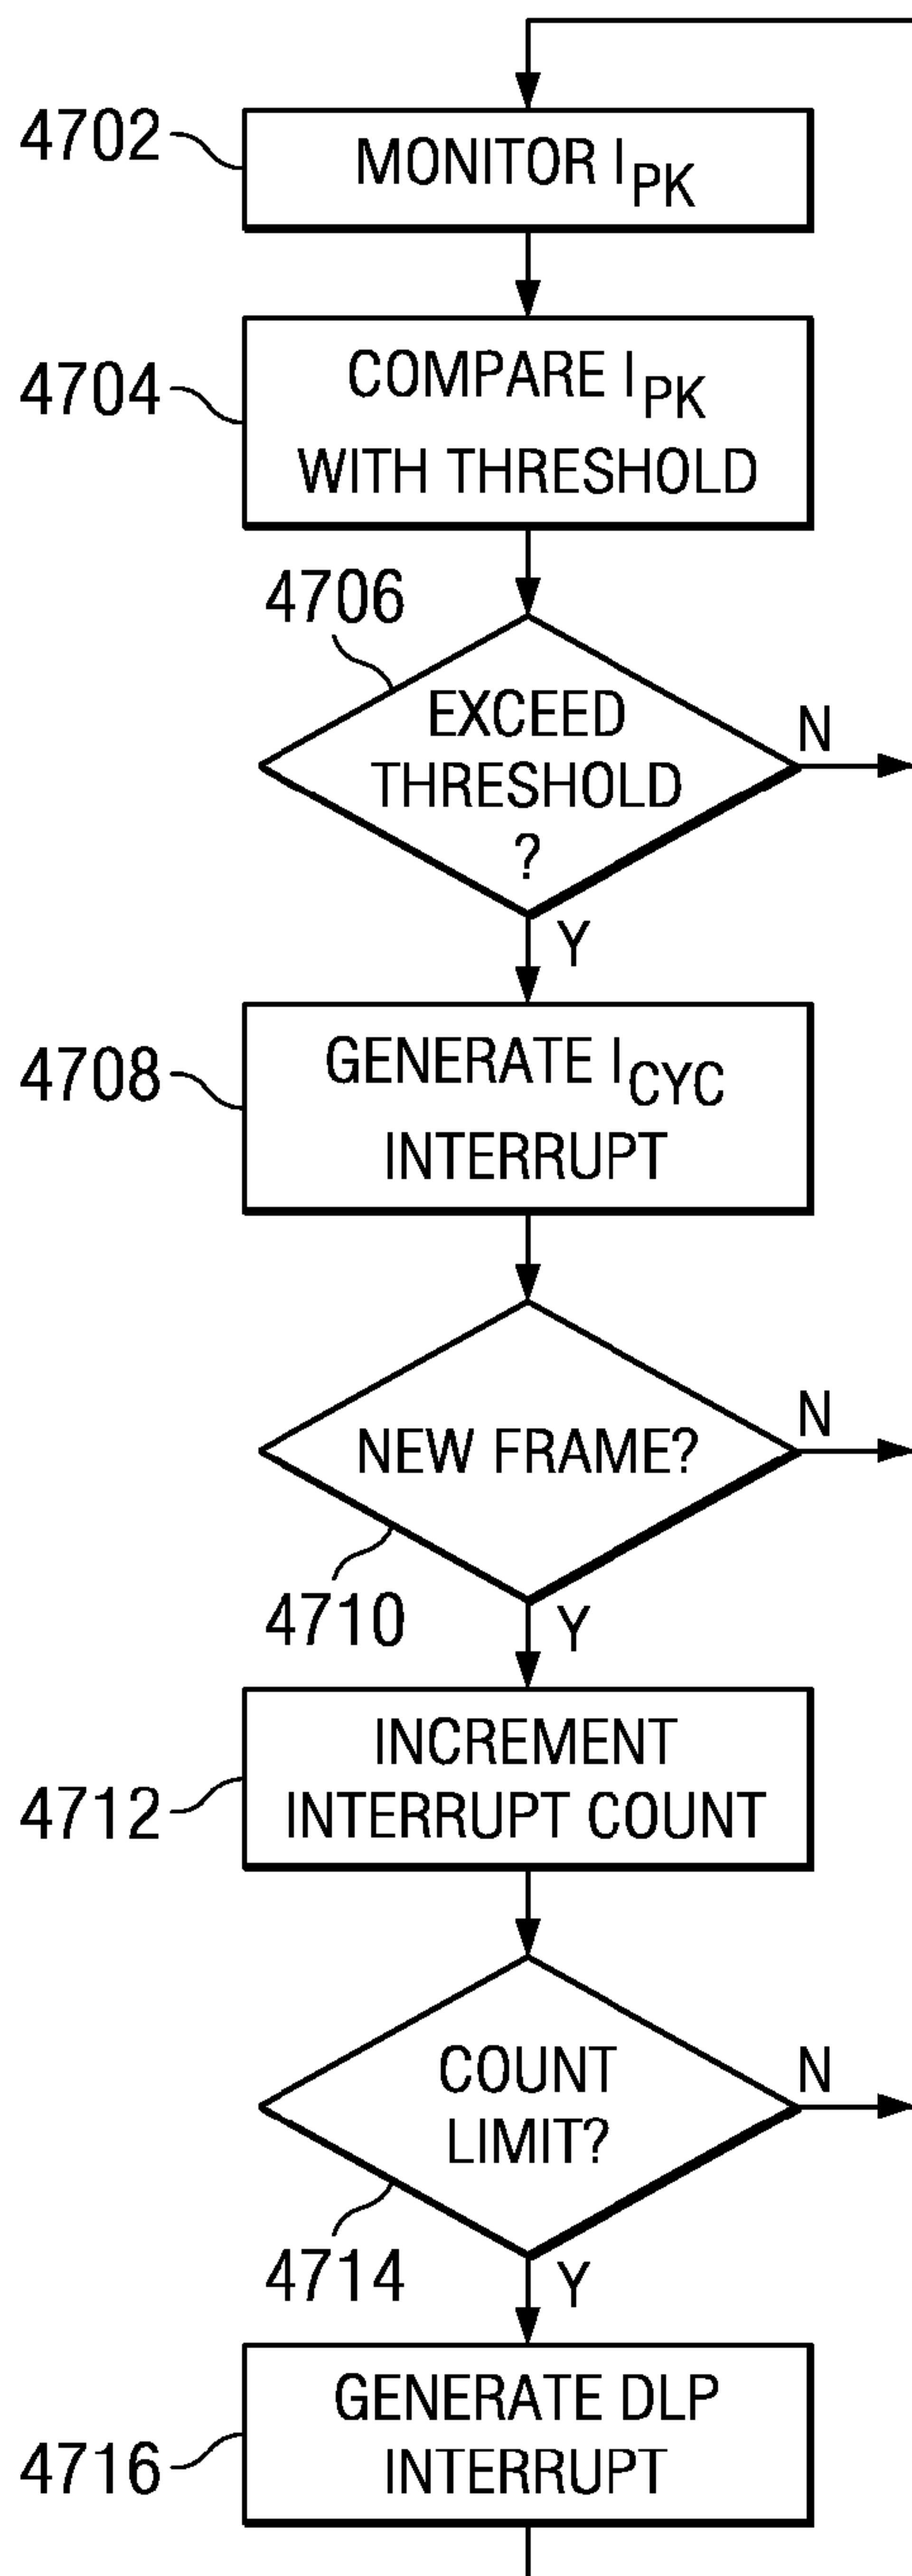 4702
MONITOR I_PK
4704
COMPARE I_PK
WITH THRESHOLD
4706
EXCEED
THRESHOLD
?
N
Y
4708
GENERATE I_CYC
INTERRUPT
NEW FRAME?
N
4710
Y
INCREMENT
INTERRUPT COUNT
4712
COUNT
LIMIT?
N
4714
Y
GENERATE DLP
INTERRUPT
4716